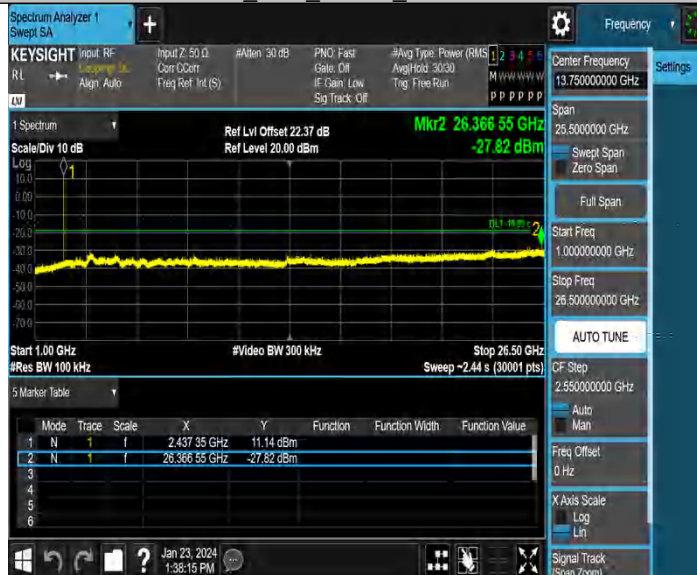 Spectrum Analyzer 1
Swept SA
+
Frequency
KEYSIGHT
RL
Input: RF
Align: Auto
Input Z: 50 Ω
Corr CCorr
Freq Ref: Int (S)
#Atten: 30 dB
PNO: Fast
Gate: Off
IF Gain: Low
Sig Track: Off
#Avg Type: Power (RMS
Avg|Hold: 30/30
Trig: Free Run
1 2 3 4 5 6
M W W W W W
P P P P P P
LXI
1 Spectrum
Scale/Div 10 dB
Ref Lvl Offset 22.37 dB
Ref Level 20.00 dBm
Mkr2 26.366 55 GHz
-27.82 dBm
Log
10.0
0.00
-10.0
-20.0
-30.0
-40.0
-50.0
-60.0
-70.0
1
2
Start 1.00 GHz
#Res BW 100 kHz
#Video BW 300 kHz
Stop 26.50 GHz
Sweep ~2.44 s (30001 pts)
5 Marker Table
Mode Trace Scale X Y Function Function Width Function Value
1 N 1 f 2.437 35 GHz 11.14 dBm
2 N 1 f 26.366 55 GHz -27.82 dBm
3
4
5
6
Jan 23, 2024
1:38:15 PM
?
Settings
Center Frequency
13.750000000 GHz
Span
25.5000000 GHz
Swept Span
Zero Span
Full Span
Start Freq
1.000000000 GHz
Stop Freq
26.500000000 GHz
AUTO TUNE
CF Step
2.550000000 GHz
Auto
Man
Freq Offset
0 Hz
X Axis Scale
Log
Lin
Signal Track
(Span Zoom)